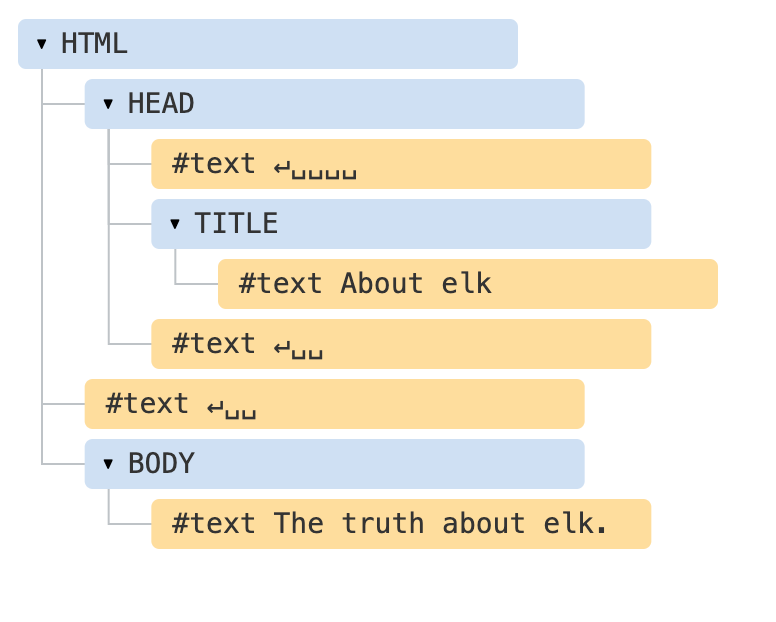 ▾ HTML
▾ HEAD
#text ↵␣␣␣␣
▾ TITLE
#text About elk
#text ↵␣␣
#text ↵␣␣
▾ BODY
#text The truth about elk.